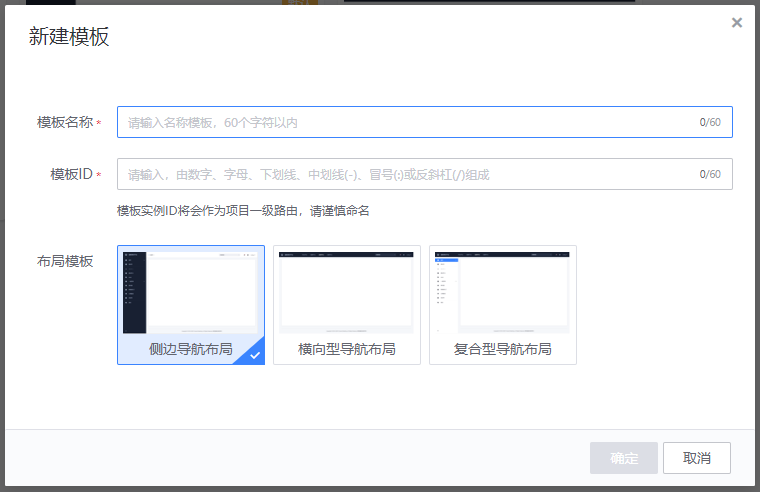 新建模板
模板名称 *
请输入名称模板，60个字符以内
0/60
模板ID *
请输入，由数字、字母、下划线、中划线(-)、冒号(:)或反斜杠(/)组成
0/60
模板实例ID将会作为项目一级路由，请谨慎命名
布局模板
侧边导航布局
横向型导航布局
复合型导航布局
确定
取消